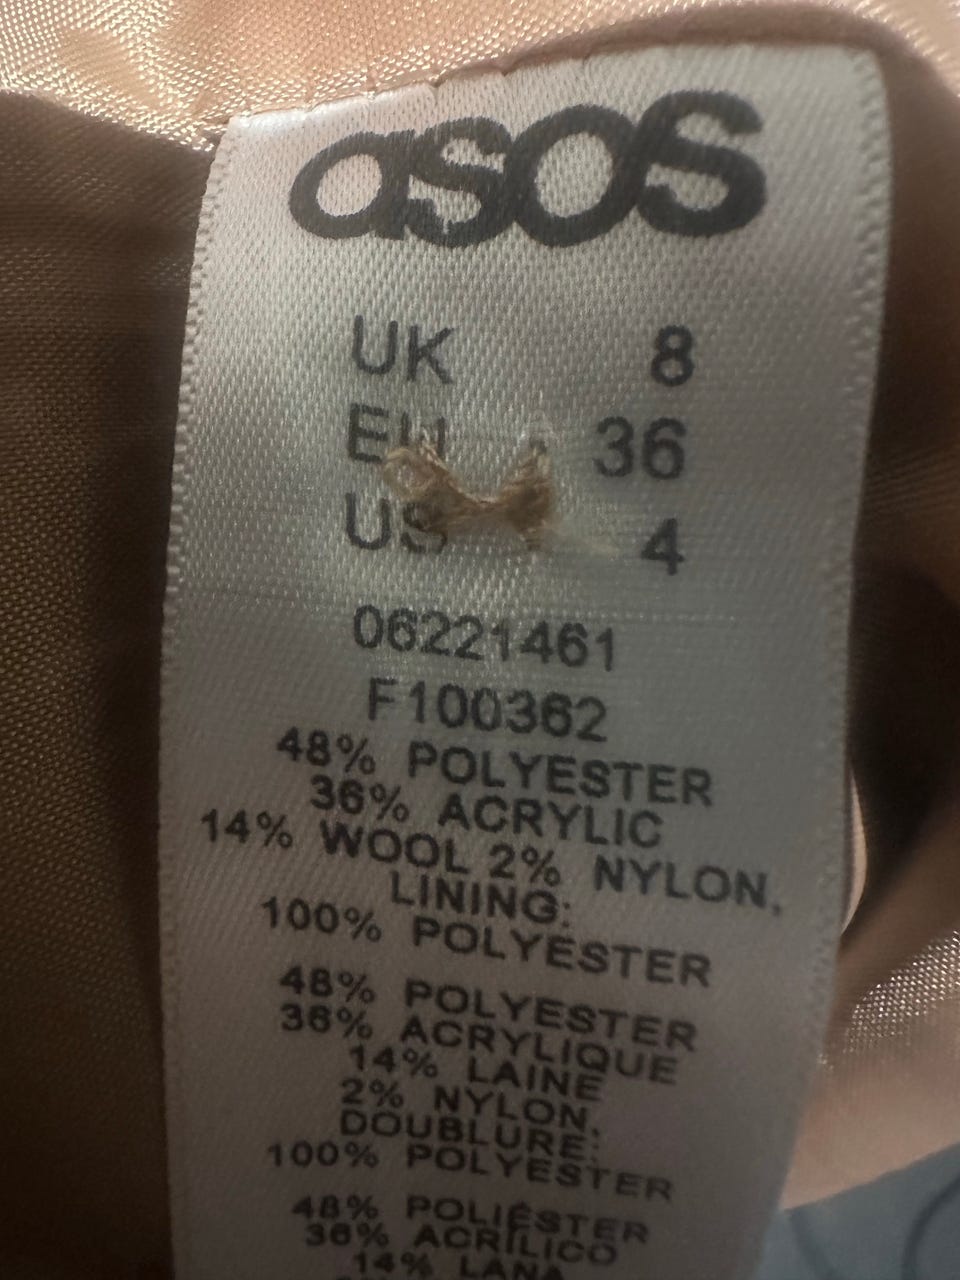 asos
UK 8
EU 36
US 4
06221461
F100362
48% POLYESTER
36% ACRYLIC
14% WOOL 2% NYLON,
LINING:
100% POLYESTER
48% POLYESTER
36% ACRYLIQUE
14% LAINE
2% NYLON,
DOUBLURE:
100% POLYESTER
48% POLIÉSTER
36% ACRÍLICO
14% LANA